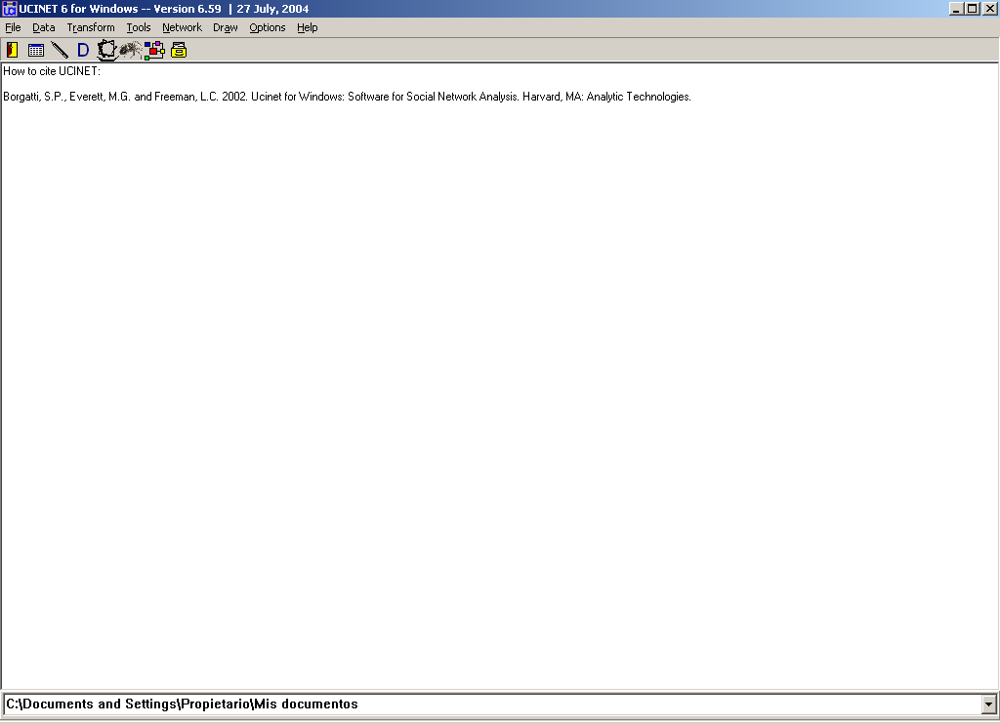 UCINET 6 for Windows -- Version 6.59 | 27 July, 2004
File Data Transform Tools Network Draw Options Help
D
How to cite UCINET:
Borgatti, S.P., Everett, M.G. and Freeman, L.C. 2002. Ucinet for Windows: Software for Social Network Analysis. Harvard, MA: Analytic Technologies.
C:\Documents and Settings\Propietario\Mis documentos